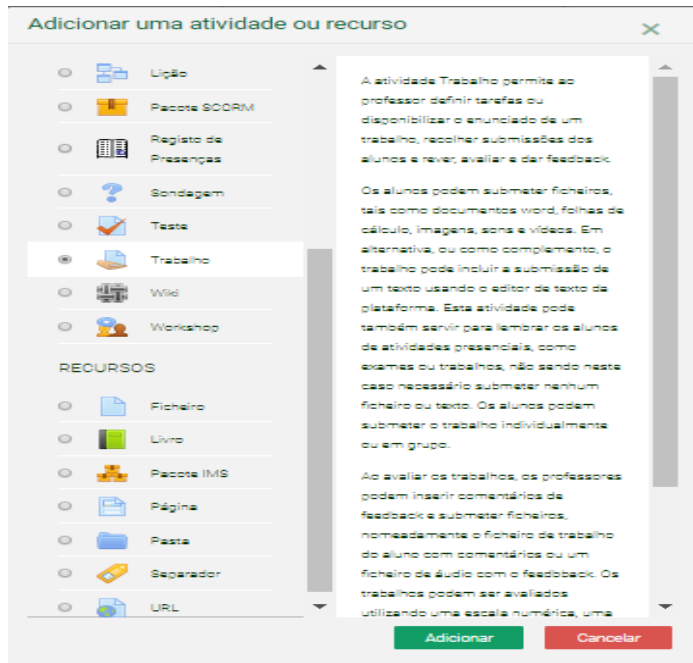 Adicionar uma atividade ou recurso
Lição
Pacote SCORM
Registo de
Presenças
Sondagem
Teste
Trabalho
Wiki
Workshop
RECURSOS
Ficheiro
Livro
Pacote IMS
Página
Pasta
Separador
URL
A atividade Trabalho permite ao
professor definir tarefas ou
disponibilizar o enunciado de um
trabalho, recolher submissões dos
alunos e rever, avaliar e dar feedback.
Os alunos podem submeter ficheiros,
tais como documentos word, folhas de
cálculo, imagens, sons e vídeos. Em
alternativa, ou como complemento, o
trabalho pode incluir a submissão de
um texto usando o editor de texto da
plataforma. Esta atividade pode
também servir para lembrar os alunos
de atividades presenciais, como
exames ou trabalhos, não sendo neste
caso necessário submeter nenhum
ficheiro ou texto. Os alunos podem
submeter o trabalho individualmente
ou em grupo.
Ao avaliar os trabalhos, os professores
podem inserir comentários de
feedback e submeter ficheiros,
nomeadamente o ficheiro de trabalho
do aluno com comentários ou um
ficheiro de áudio com o feedbback. Os
trabalhos podem ser avaliados
utilizando uma escala numérica, uma
Adicionar
Cancelar